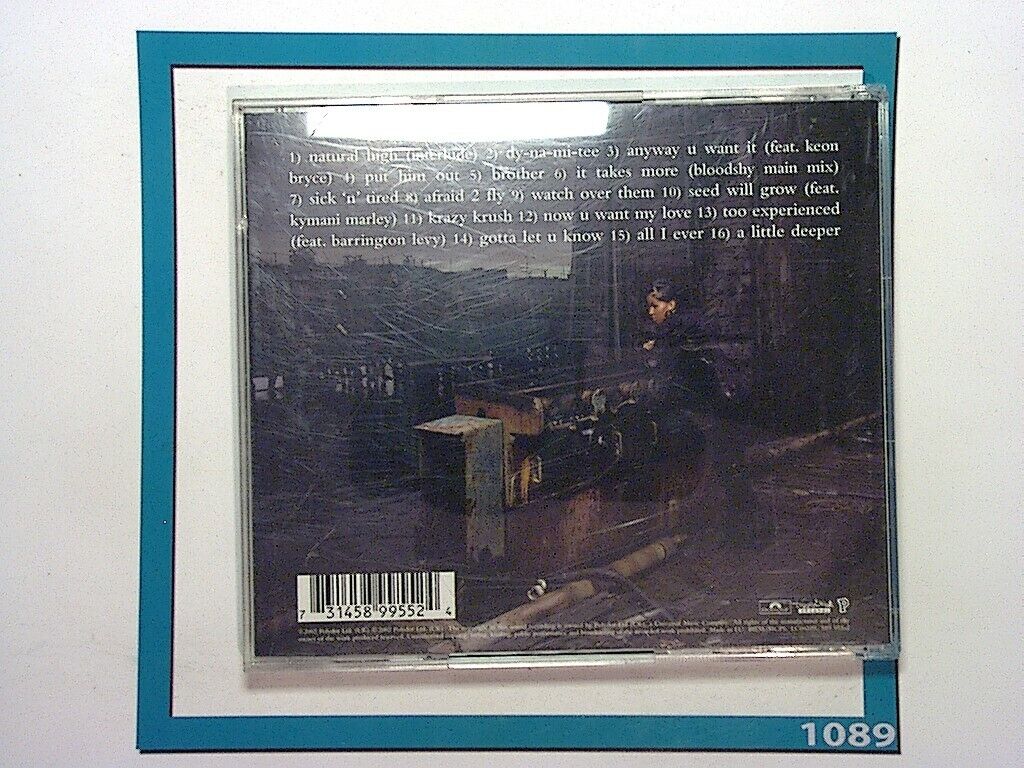 1) natural high (interlude) 2) dy-na-mi-tee 3) anyway u want it (feat. keon
bryce) 4) put him out 5) brother 6) it takes more (bloodshy main mix)
7) sick 'n' tired 8) afraid 2 fly 9) watch over them 10) seed will grow (feat.
kymani marley) 11) krazy krush 12) now u want my love 13) too experienced
(feat. barrington levy) 14) gotta let u know 15) all I ever 16) a little deeper
7 31458 99552 4
1089